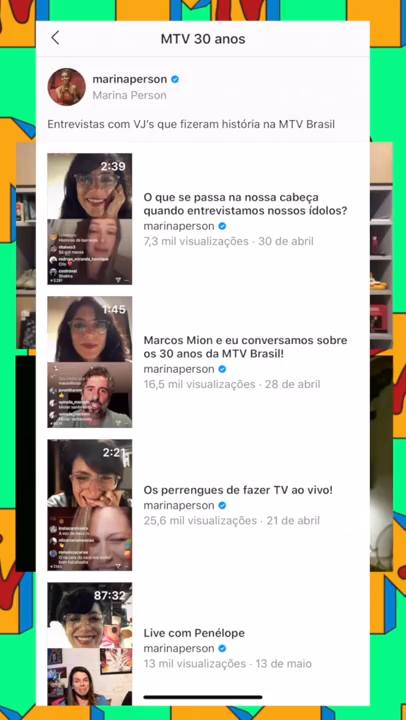 MTV 30 anos
marinaperson
Marina Person
Entrevistas com VJ's que fizeram história na MTV Brasil
2:39
O que se passa na nossa cabeça
quando entrevistamos nossos ídolos?
marinaperson
7,3 mil visualizações · 30 de abril
1:45
Marcos Mion e eu conversamos sobre
os 30 anos da MTV Brasil!
marinaperson
16,5 mil visualizações · 28 de abril
2:21
Os perrengues de fazer TV ao vivo!
marinaperson
25,6 mil visualizações · 21 de abril
87:32
Live com Penélope
marinaperson
13 mil visualizações · 13 de maio